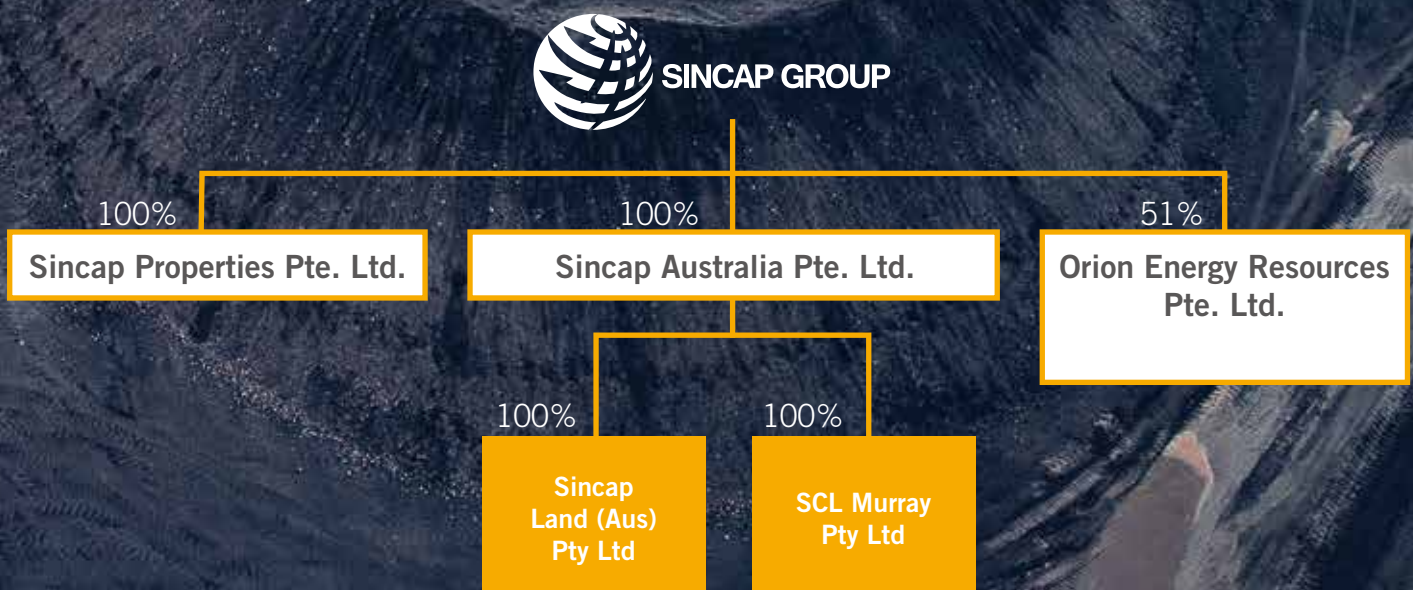 SINCAP GROUP
100%
100%
51%
Sincap Properties Pte. Ltd.
Sincap Australia Pte. Ltd.
Orion Energy Resources
Pte. Ltd.
100%
100%
Sincap
Land (Aus)
Pty Ltd
SCL Murray
Pty Ltd